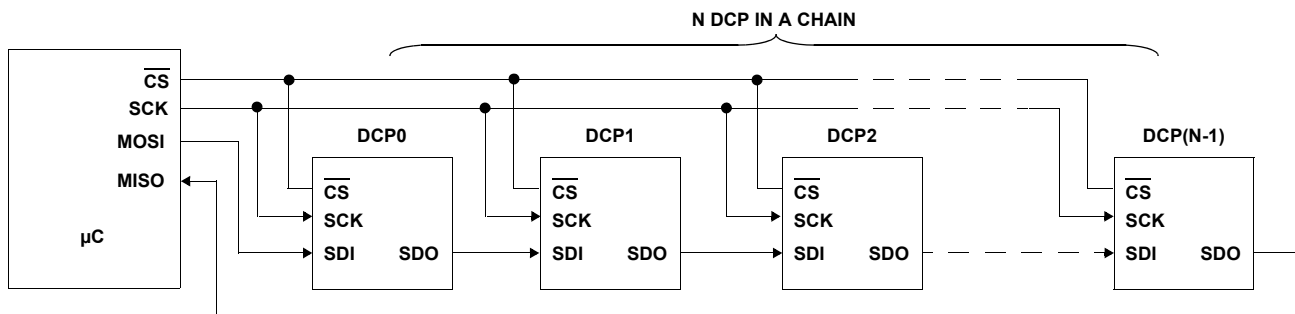 N DCP IN A CHAIN
CS
SCK
MOSI
MISO
µC
DCP0
CS
SCK
SDI SDO
DCP1
CS
SCK
SDI SDO
DCP2
CS
SCK
SDI SDO
DCP(N-1)
CS
SCK
SDI SDO